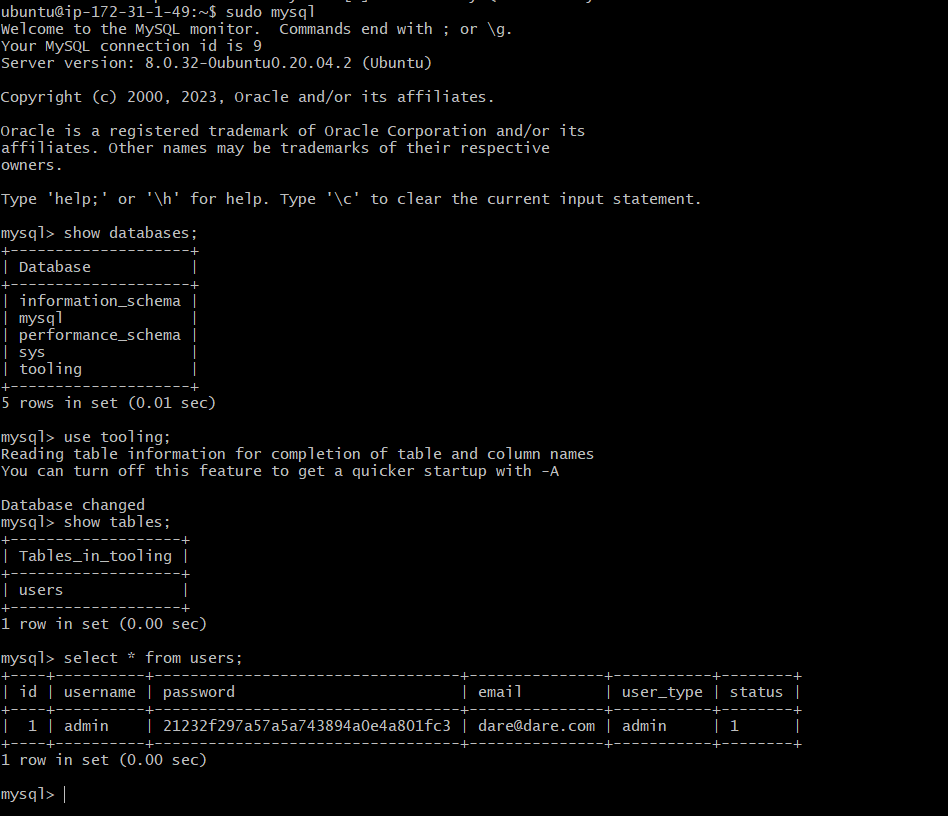 ubuntu@ip-172-31-1-49:~$ sudo mysql
Welcome to the MySQL monitor.  Commands end with ; or \g.
Your MySQL connection id is 9
Server version: 8.0.32-0ubuntu0.20.04.2 (Ubuntu)

Copyright (c) 2000, 2023, Oracle and/or its affiliates.

Oracle is a registered trademark of Oracle Corporation and/or its
affiliates. Other names may be trademarks of their respective
owners.

Type 'help;' or '\h' for help. Type '\c' to clear the current input statement.

mysql> show databases;
+--------------------+
| Database           |
+--------------------+
| information_schema |
| mysql              |
| performance_schema |
| sys                |
| tooling            |
+--------------------+
5 rows in set (0.01 sec)

mysql> use tooling;
Reading table information for completion of table and column names
You can turn off this feature to get a quicker startup with -A

Database changed
mysql> show tables;
+-------------------+
| Tables_in_tooling |
+-------------------+
| users             |
+-------------------+
1 row in set (0.00 sec)

mysql> select * from users;
+----+----------+----------------------------------+---------------+-----------+--------+
| id | username | password                         | email         | user_type | status |
+----+----------+----------------------------------+---------------+-----------+--------+
|  1 | admin    | 21232f297a57a5a743894a0e4a801fc3 | dare@dare.com | admin     | 1      |
+----+----------+----------------------------------+---------------+-----------+--------+
1 row in set (0.00 sec)

mysql>